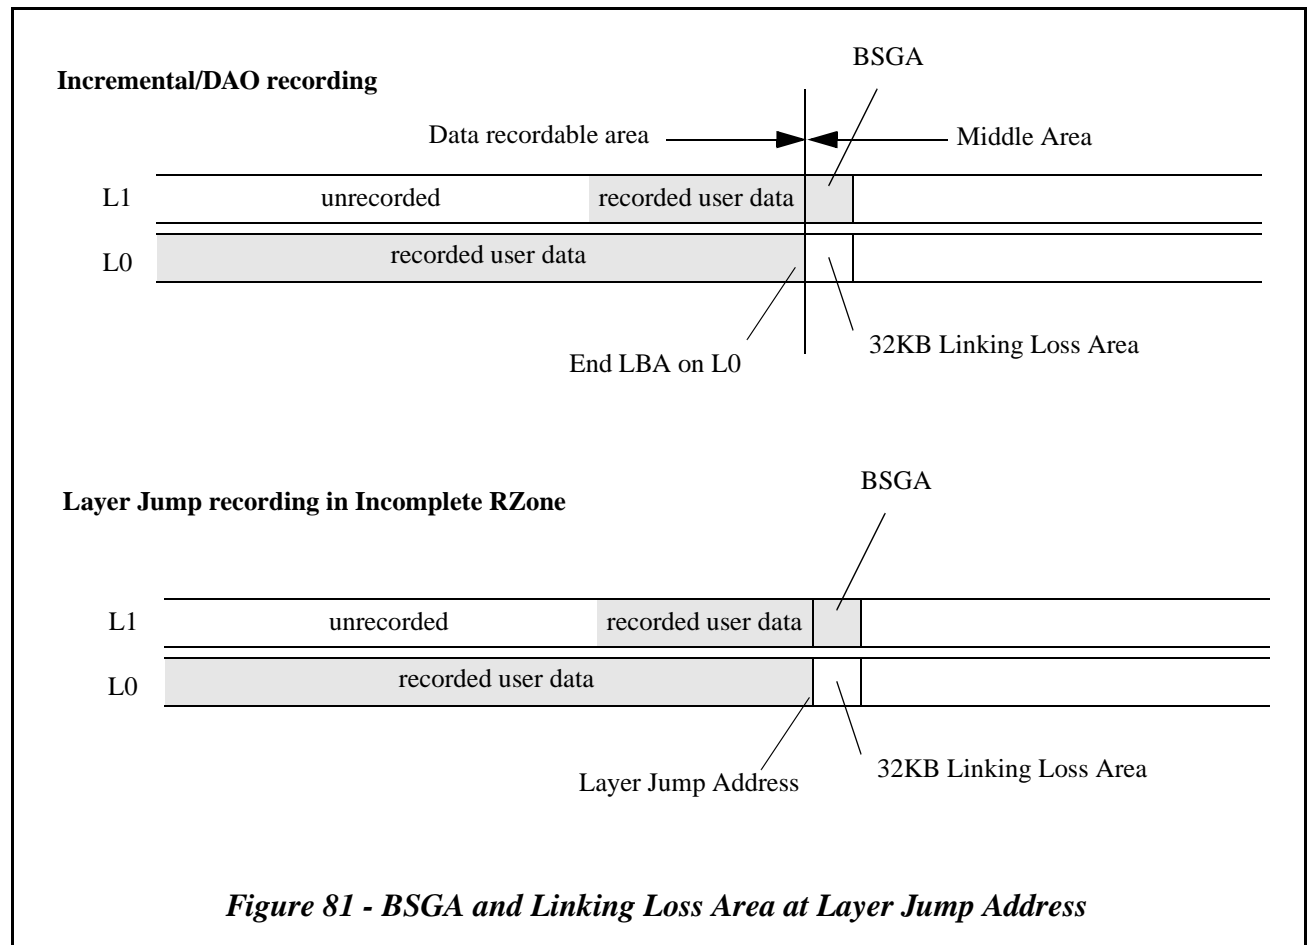 BSGA
Incremental/DAO recording
Data recordable area
Middle Area
L1
unrecorded
recorded user data
L0
recorded user data
32KB Linking Loss Area
End LBA on L0
BSGA
Layer Jump recording in Incomplete RZone
L1
unrecorded
recorded user data
L0
recorded user data
32KB Linking Loss Area
Layer Jump Address
Figure 81 - BSGA and Linking Loss Area at Layer Jump Address